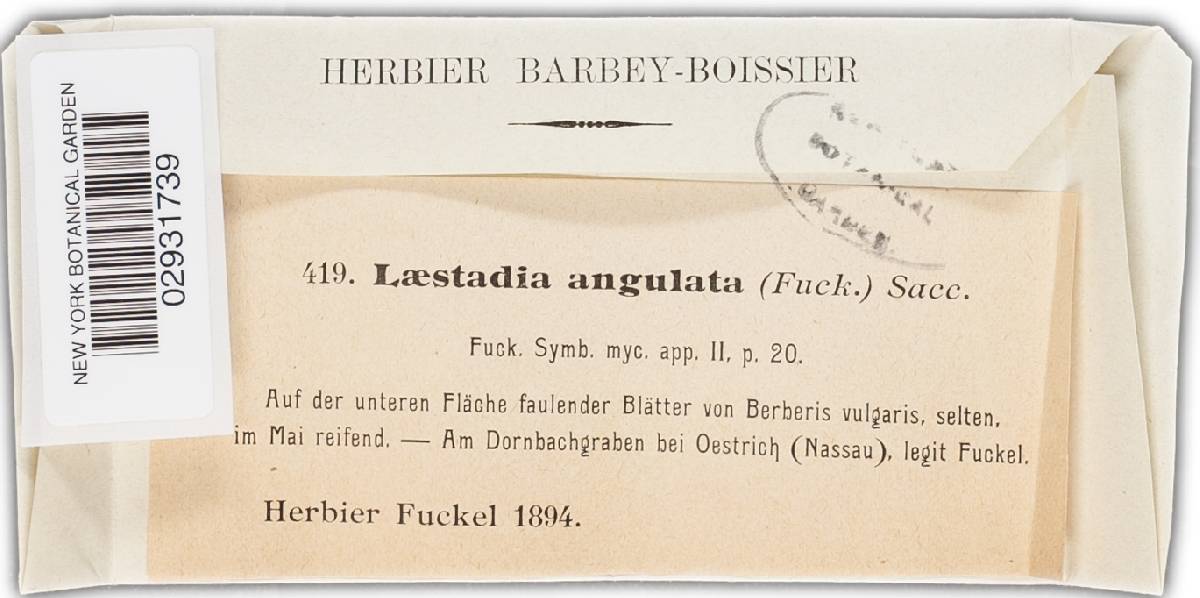 HERBIER BARBEY-BOISSIER
NEW YORK BOTANICAL GARDEN
02931739
BOTANICAL
GARDEN
419. Læstadia angulata (Fuck.) Sacc.
Fuck. Symb. myc. app. II, p. 20.
Auf der unteren Fläche faulender Blätter von Berberis vulgaris, selten,
im Mai reifend. — Am Dornbachgraben bei Oestrich (Nassau), legit Fuckel.
Herbier Fuckel 1894.